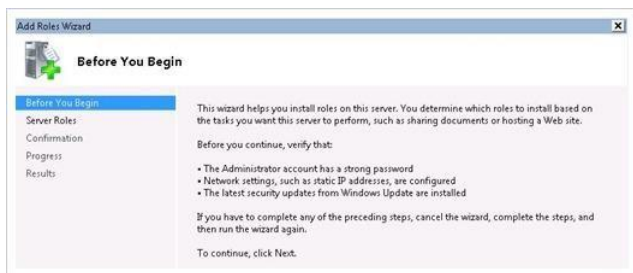 Add Roles Wizard
Before You Begin
Before You Begin
Server Roles
Confirmation
Progress
Results
This wizard helps you install roles on this server. You determine which roles to install based on
the tasks you want this server to perform, such as sharing documents or hosting a Web site.
Before you continue, verify that:
• The Administrator account has a strong password
• Network settings, such as static IP addresses, are configured
• The latest security updates from Windows Update are installed
If you have to complete any of the preceding steps, cancel the wizard, complete the steps, and
then run the wizard again.
To continue, click Next.